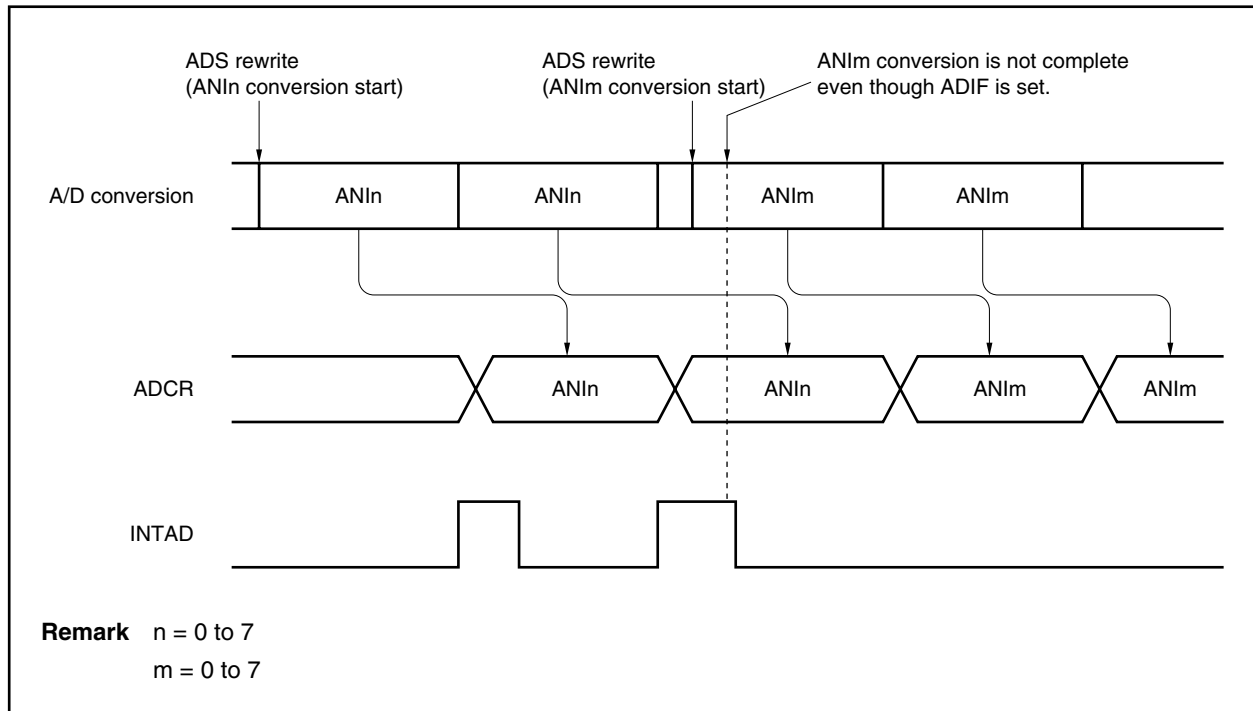 ADS rewrite
(ANIn conversion start)
ADS rewrite
(ANIm conversion start)
ANIm conversion is not complete
even though ADIF is set.
A/D conversion
ANIn
ANIn
ANIm
ANIm
ADCR
ANIn
ANIn
ANIm
ANIm
INTAD
Remark n = 0 to 7
m = 0 to 7